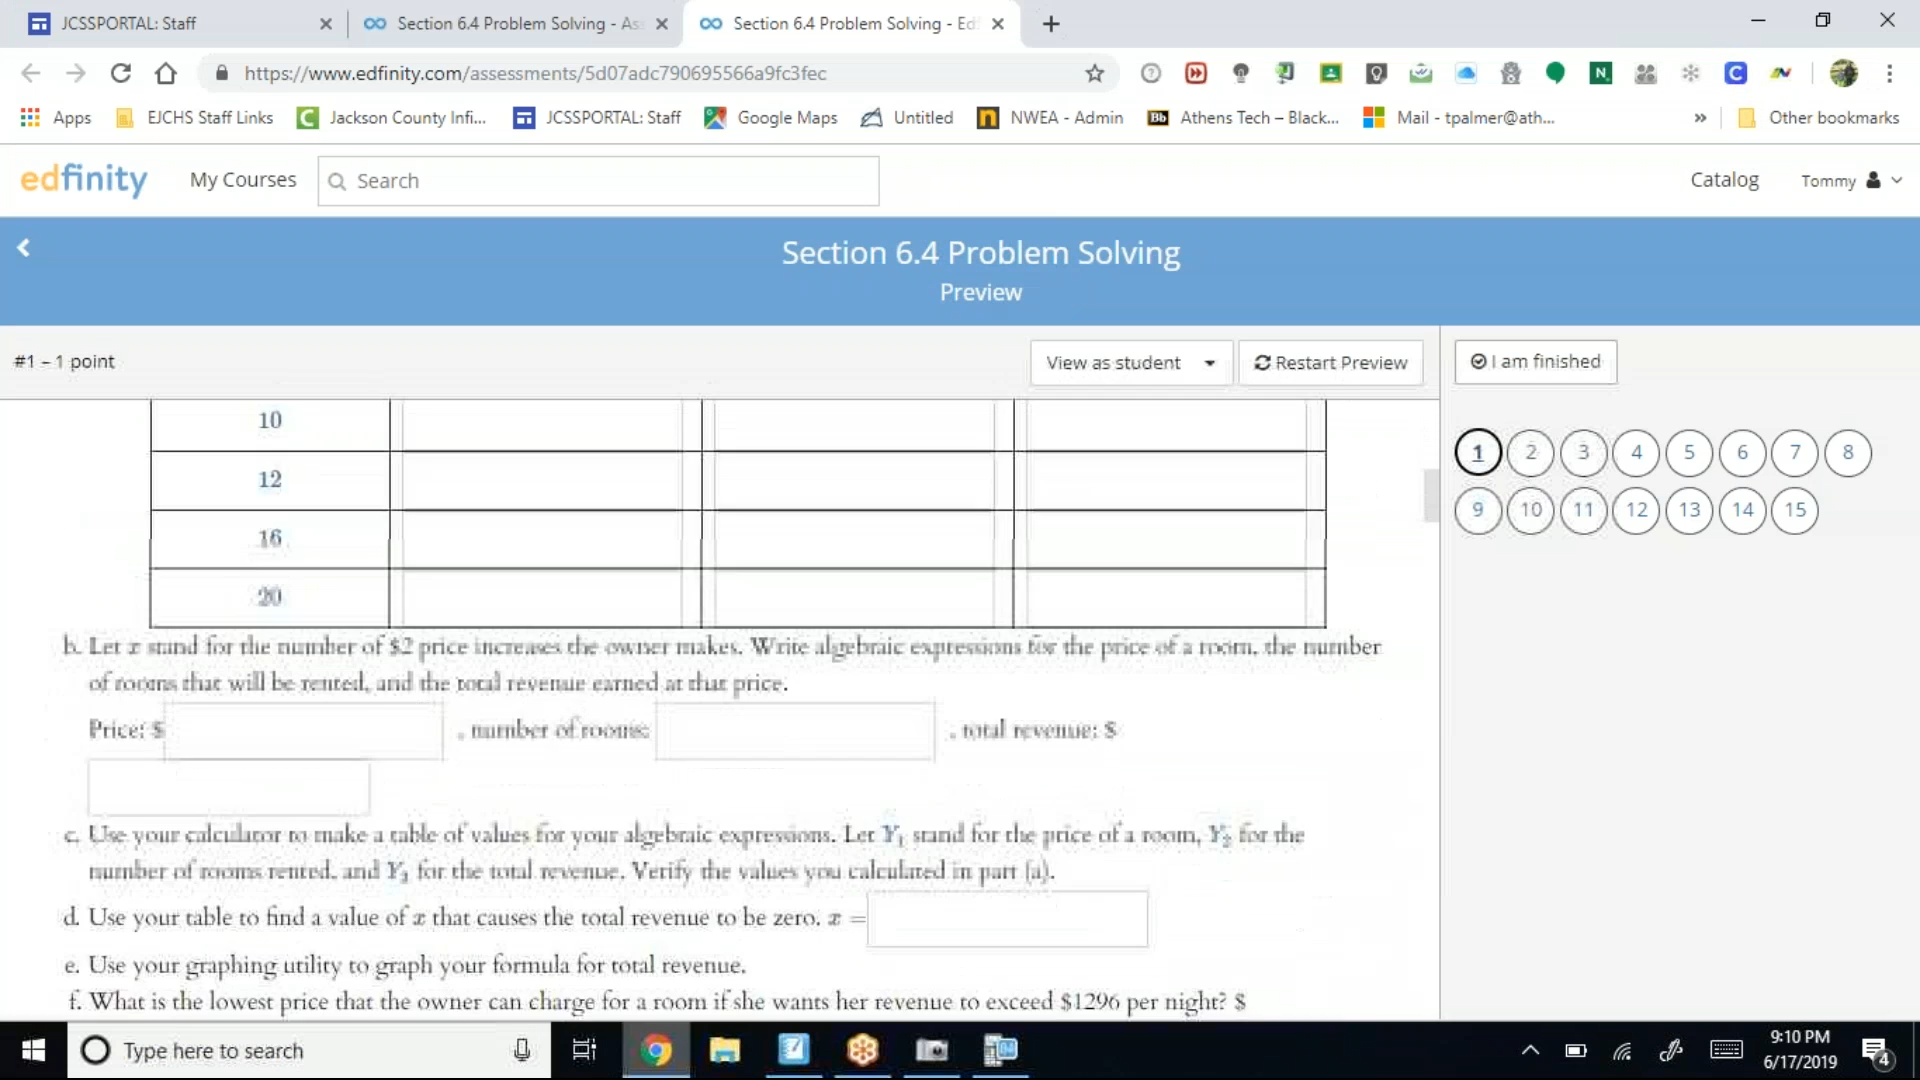 JCSSPORTAL: Staff
Section 6.4 Problem Solving - As
Section 6.4 Problem Solving - Ed
https://www.edfinity.com/assessments/5d07adc790695566a9fc3fec
Apps EJCHS Staff Links Jackson County Infi... JCSSPORTAL: Staff Google Maps Untitled NWEA - Admin Athens Tech – Black... Mail - tpalmer@ath... » Other bookmarks
edfinity My Courses Search Catalog Tommy
Section 6.4 Problem Solving
Preview
#1 – 1 point View as student Restart Preview I am finished
10
12
16
20
1 2 3 4 5 6 7 8
9 10 11 12 13 14 15
b. Let x stand for the number of $2 price increases the owner makes. Write algebraic expressions for the price of a room, the number
of rooms that will be rented, and the total revenue earned at that price.
Price: $ , number of rooms: , total revenue: $
c. Use your calculator to make a table of values for your algebraic expressions. Let Y₁ stand for the price of a room, Y₂ for the
number of rooms rented, and Y₃ for the total revenue. Verify the values you calculated in part (a).
d. Use your table to find a value of x that causes the total revenue to be zero. x =
e. Use your graphing utility to graph your formula for total revenue.
f. What is the lowest price that the owner can charge for a room if she wants her revenue to exceed $1296 per night? $
Type here to search
9:10 PM
6/17/2019
4